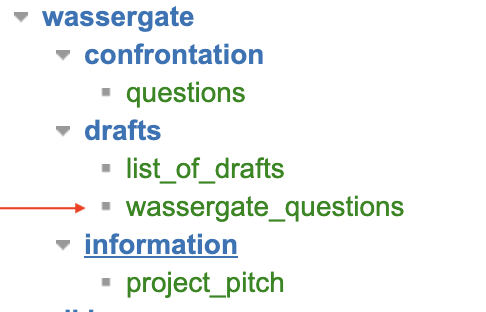 wassergate
confrontation
questions
drafts
list_of_drafts
wassergate_questions
information
project_pitch